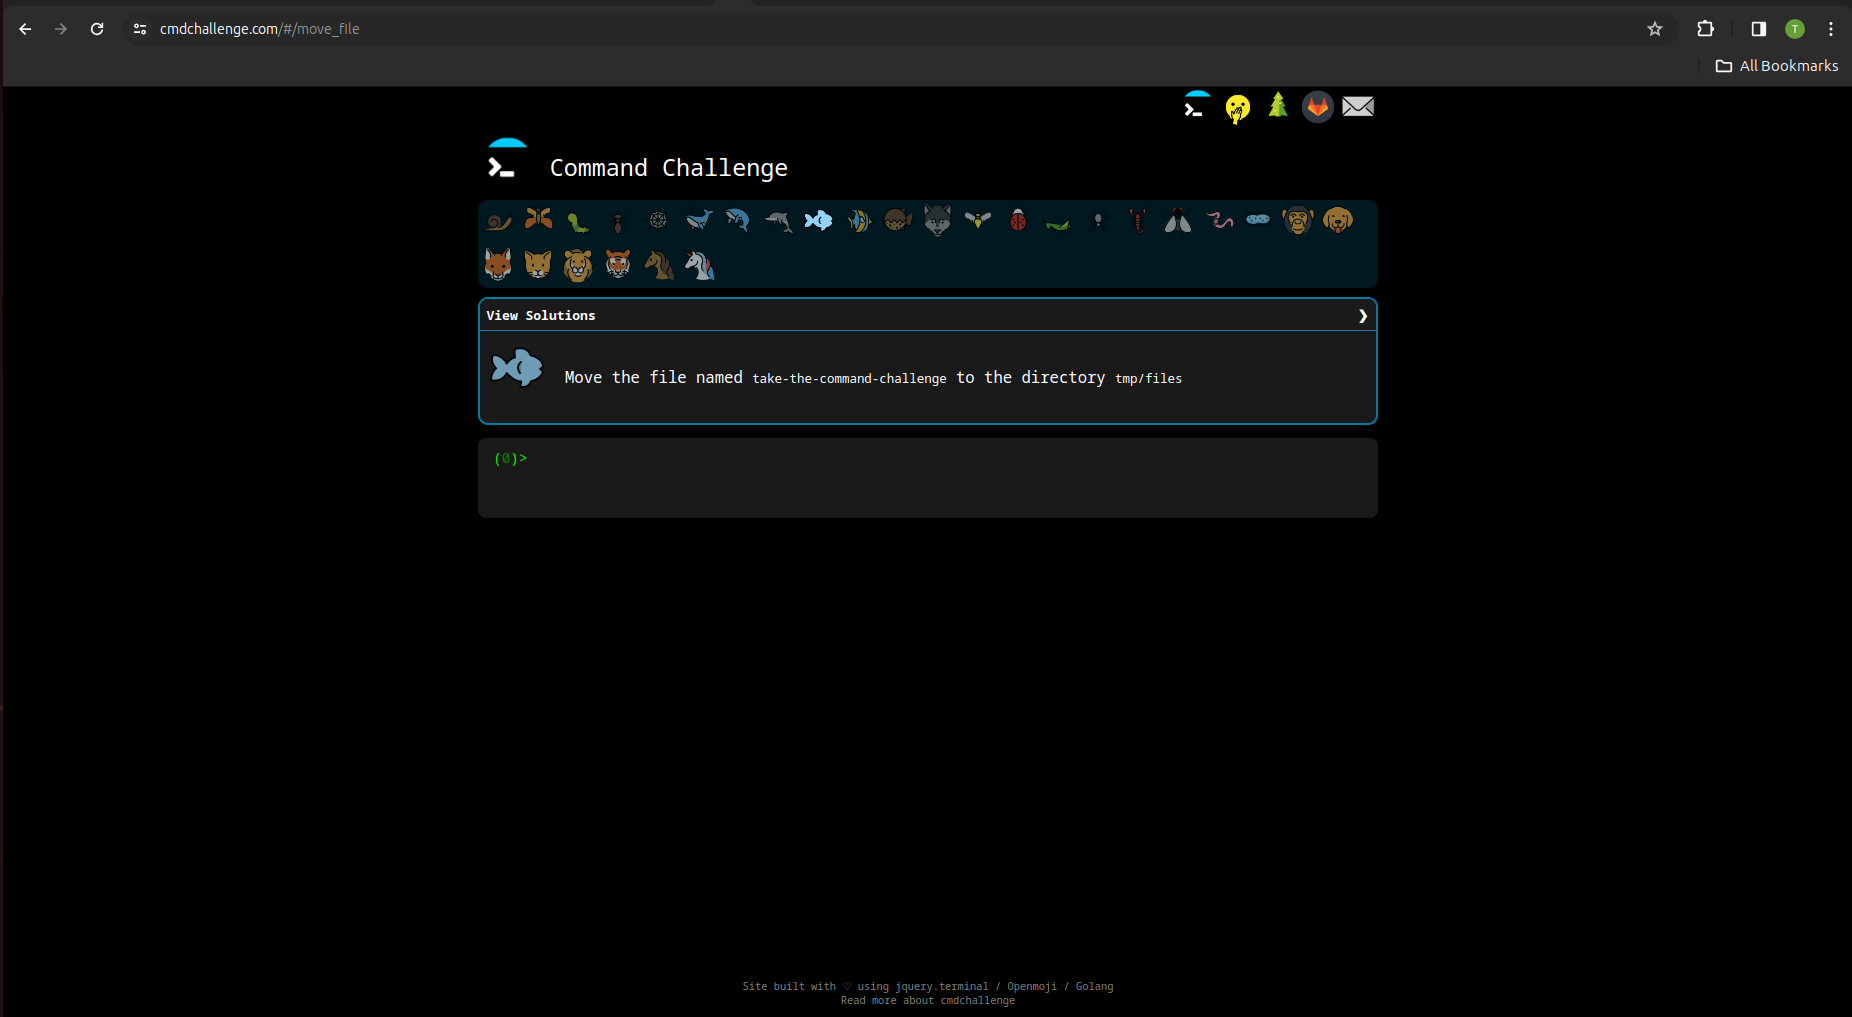 cmdchallenge.com/#/move_file
T
All Bookmarks
Command Challenge
View Solutions
Move the file named take-the-command-challenge to the directory tmp/files
(0)>
Site built with ♡ using jquery.terminal / Openmoji / Golang
Read more about cmdchallenge